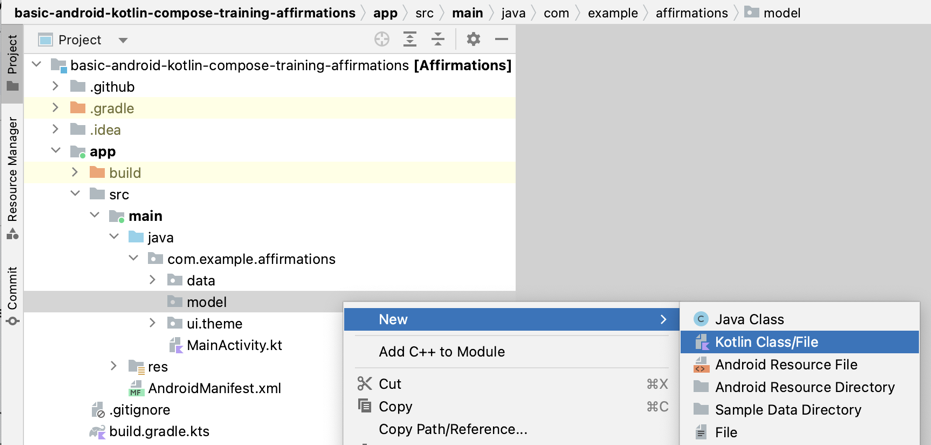 basic-android-kotlin-compose-training-affirmations 〉 app 〉 src 〉 main 〉 java 〉 com 〉 example 〉 affirmations 〉 model
Project
Resource Manager
Commit
Project
basic-android-kotlin-compose-training-affirmations [Affirmations]
.github
.gradle
.idea
app
build
src
main
java
com.example.affirmations
data
model
ui.theme
MainActivity.kt
res
MF AndroidManifest.xml
.gitignore
build.gradle.kts
New
Add C++ to Module
Cut ⌘X
Copy ⌘C
Copy Path/Reference...
C Java Class
Kotlin Class/File
Android Resource File
Android Resource Directory
Sample Data Directory
File